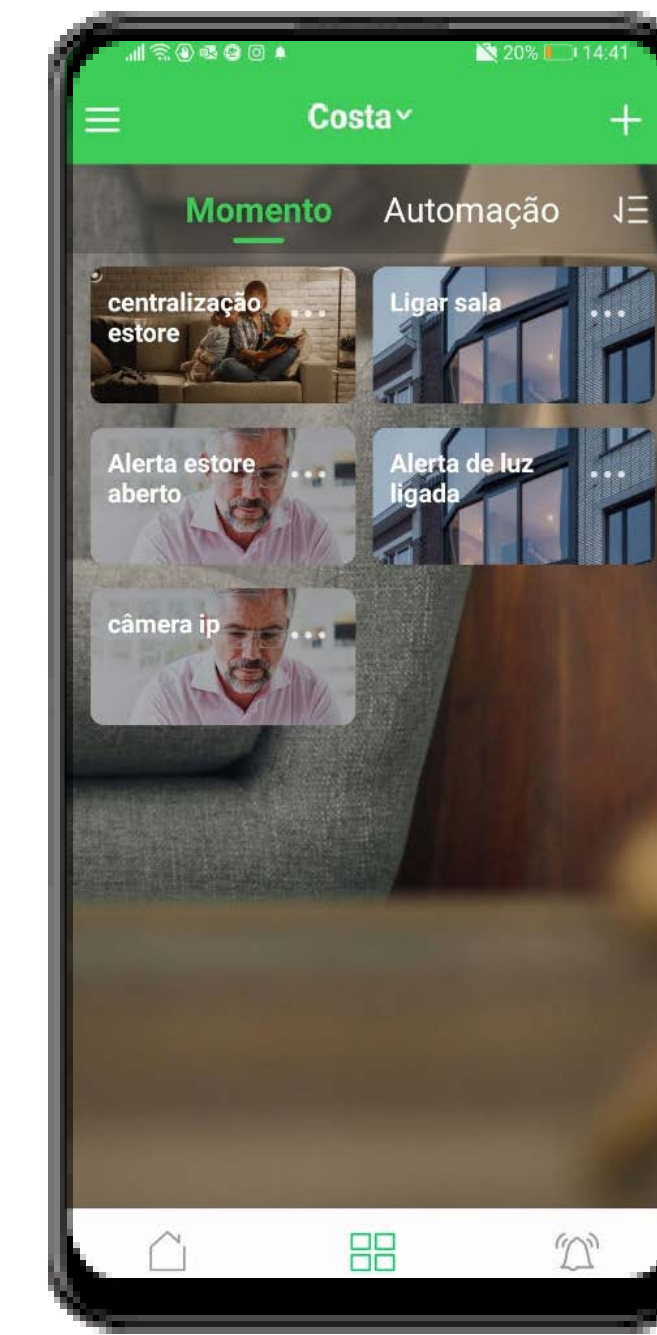 20% 14:41
Costa
Momento Automação
centralização
estore
Ligar sala
Alerta estore
aberto
Alerta de luz
ligada
câmera ip